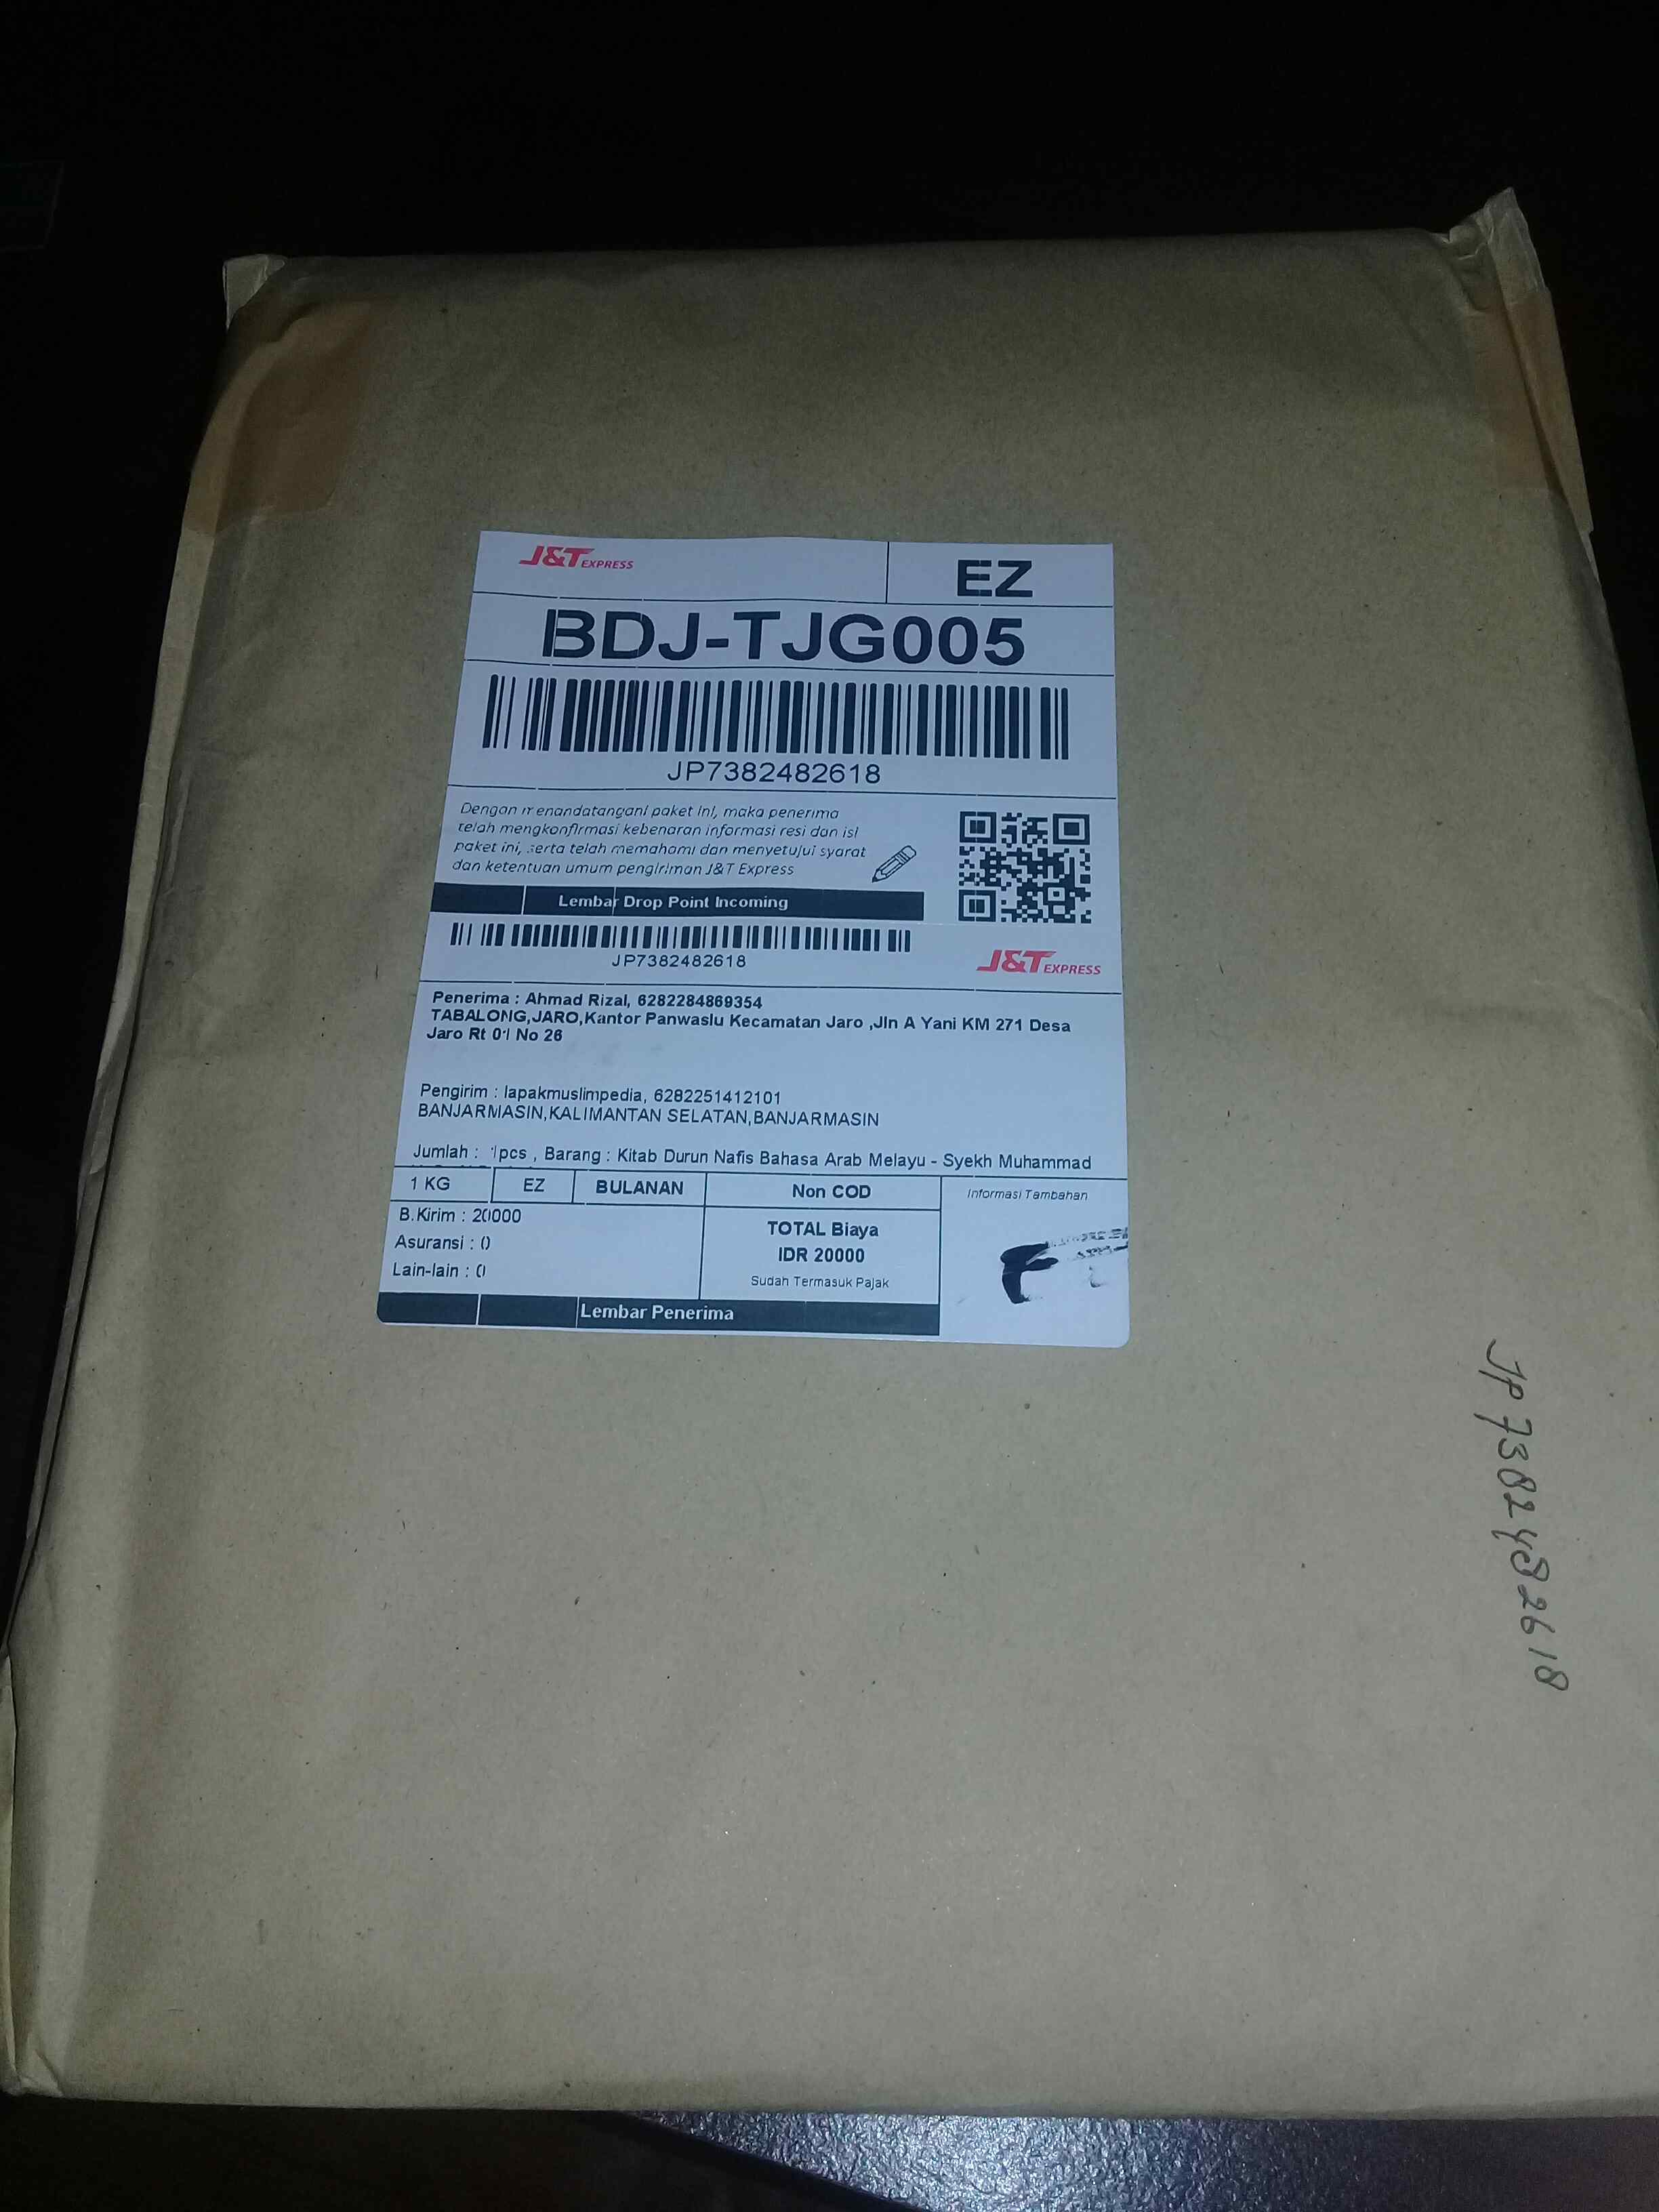 J&T EXPRESS
EZ
BDJ-TJG005
JP7382482618
Dengan menandatangani paket ini, maka penerima
telah mengkonfirmasi kebenaran informasi resi dan isi
paket ini, serta telah memahami dan menyetujui syarat
dan ketentuan umum pengiriman J&T Express
Lembar Drop Point Incoming
JP7382482618
J&T EXPRESS
Penerima : Ahmad Rizal, 6282284869354
TABALONG,JARO,Kantor Panwaslu Kecamatan Jaro ,Jln A Yani KM 271 Desa
Jaro Rt 01 No 26
Pengirim : lapakmuslimpedia, 6282251412101
BANJARMASIN,KALIMANTAN SELATAN,BANJARMASIN
Jumlah : 1pcs , Barang : Kitab Durun Nafis Bahasa Arab Melayu - Syekh Muhammad
1 KG
EZ
BULANAN
Non COD
Informasi Tambahan
B.Kirim : 20000
Asuransi : 0
Lain-lain : 0
TOTAL Biaya
IDR 20000
Sudah Termasuk Pajak
Lembar Penerima
JP7382482618